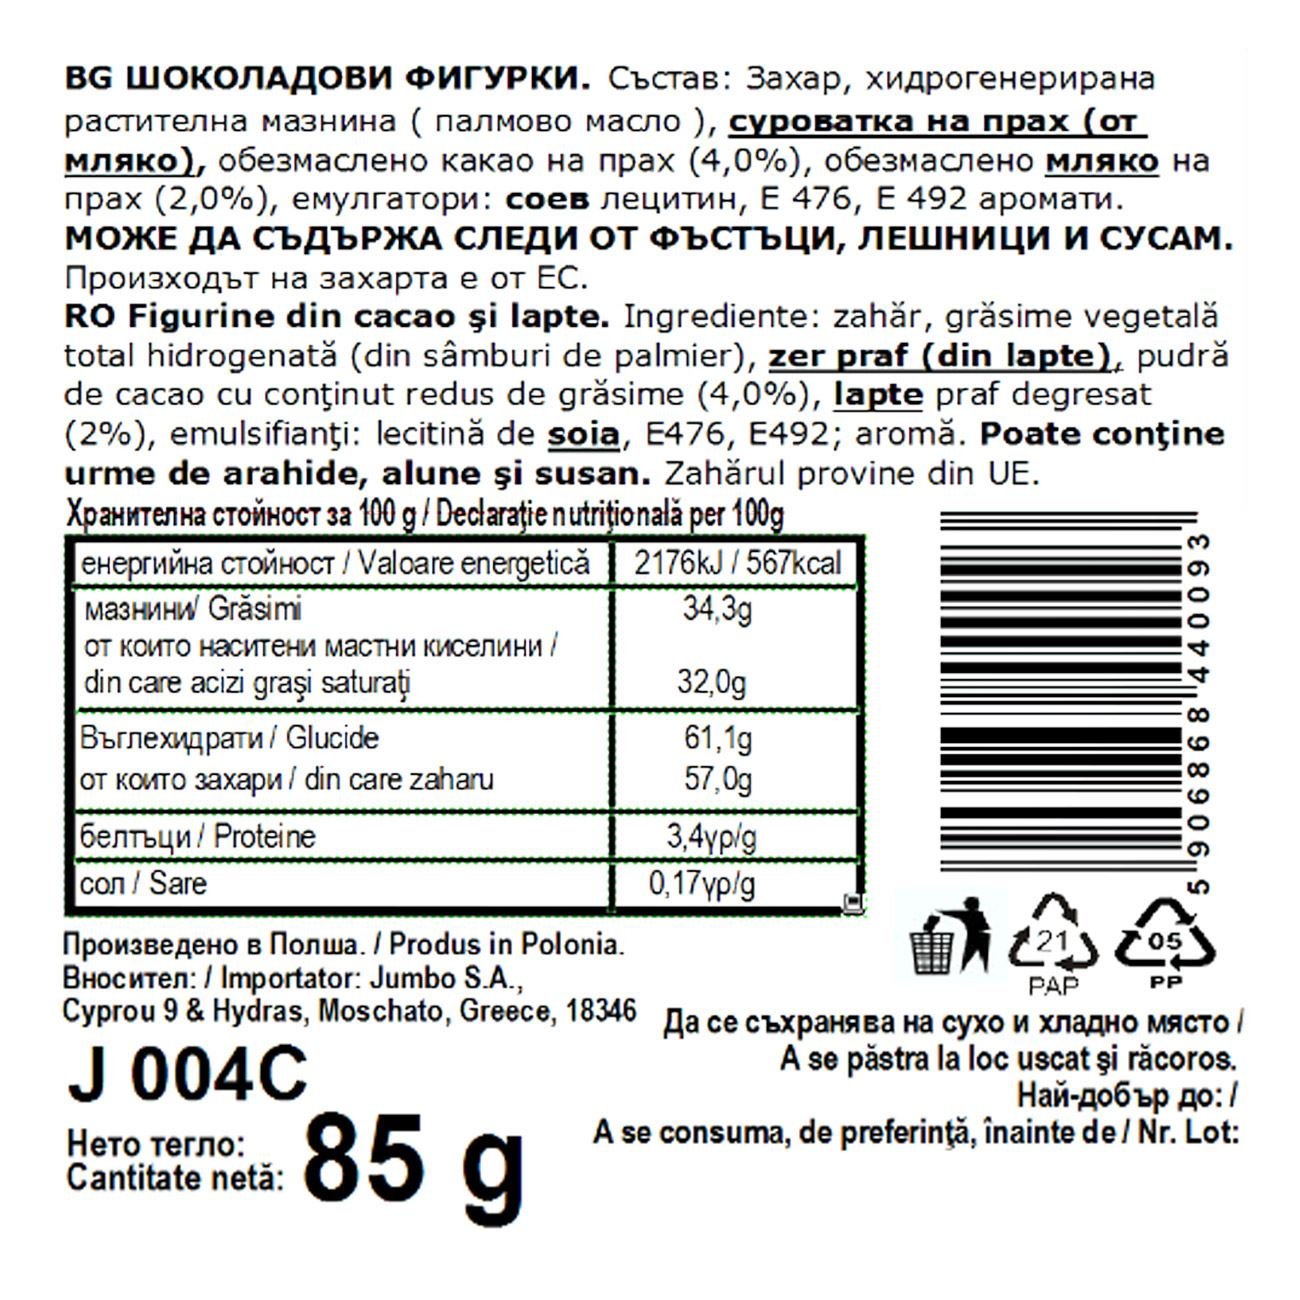 BG ШОКОЛАДОВИ ФИГУРКИ. Състав: Захар, хидрогенерирана
растителна мазнина ( палмово масло ), суроватка на прах (от
мляко), обезмаслено какао на прах (4,0%), обезмаслено мляко на
прах (2,0%), емулгатори: соев лецитин, Е 476, Е 492 аромати.
МОЖЕ ДА СЪДЪРЖА СЛЕДИ ОТ ФЪСТЪЦИ, ЛЕШНИЦИ И СУСАМ.
Произходът на захарта е от ЕС.
RO Figurine din cacao şi lapte. Ingrediente: zahăr, grăsime vegetală
total hidrogenată (din sâmburi de palmier), zer praf (din lapte), pudră
de cacao cu conţinut redus de grăsime (4,0%), lapte praf degresat
(2%), emulsifianţi: lecitină de soia, E476, E492; aromă. Poate conţine
urme de arahide, alune şi susan. Zahărul provine din UE.
Хранителна стойност за 100 g / Declaraţie nutriţională per 100g
енергийна стойност / Valoare energetică 2176kJ / 567kcal
мазнини/ Grăsimi 34,3g
от които наситени мастни киселини /
din care acizi graşi saturaţi 32,0g
Въглехидрати / Glucide 61,1g
от които захари / din care zaharu 57,0g
белтъци / Proteine 3,4γρ/g
сол / Sare 0,17γρ/g
5906868440093
21
PAP
05
PP
Произведено в Полша. / Produs in Polonia.
Вносител: / Importator: Jumbo S.A.,
Cyprou 9 & Hydras, Moschato, Greece, 18346
J 004C
Нето тегло:
Cantitate netă: 85 g
Да се съхранява на сухо и хладно място /
A se păstra la loc uscat şi răcoros.
Най-добър до: /
A se consuma, de preferinţă, înainte de / Nr. Lot: